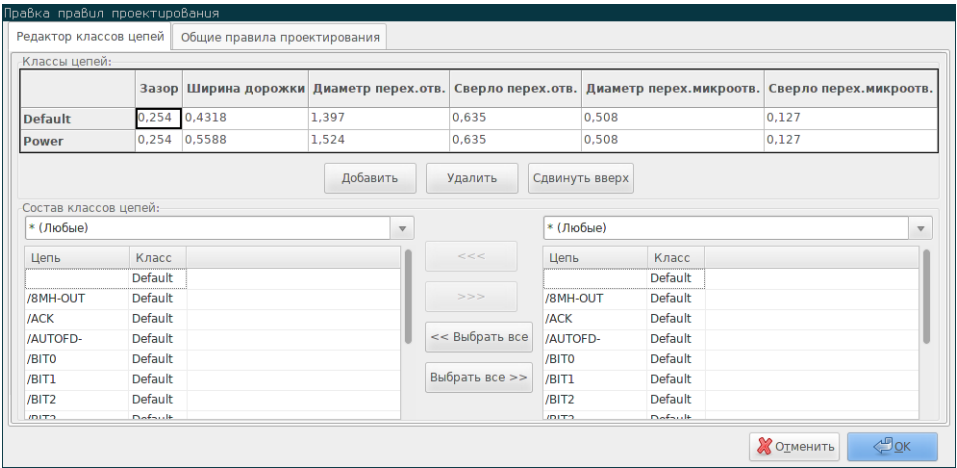 Правка правил проектирования
Редактор классов цепей Общие правила проектирования
Классы цепей:
Зазор Ширина дорожки Диаметр перех.отв. Сверло перех.отв. Диаметр перех.микроотв. Сверло перех.микроотв.
Default 0,254 0,4318 1,397 0,635 0,508 0,127
Power 0,254 0,5588 1,524 0,635 0,508 0,127
Добавить Удалить Сдвинуть вверх
Состав классов цепей:
* (Любые) * (Любые)
Цепь Класс <<< Цепь Класс
Default Default
/8MH-OUT Default >>> /8MH-OUT Default
/ACK Default /ACK Default
/AUTOFD- Default << Выбрать все /AUTOFD- Default
/BIT0 Default /BIT0 Default
/BIT1 Default Выбрать все >> /BIT1 Default
/BIT2 Default /BIT2 Default
Отменить OK